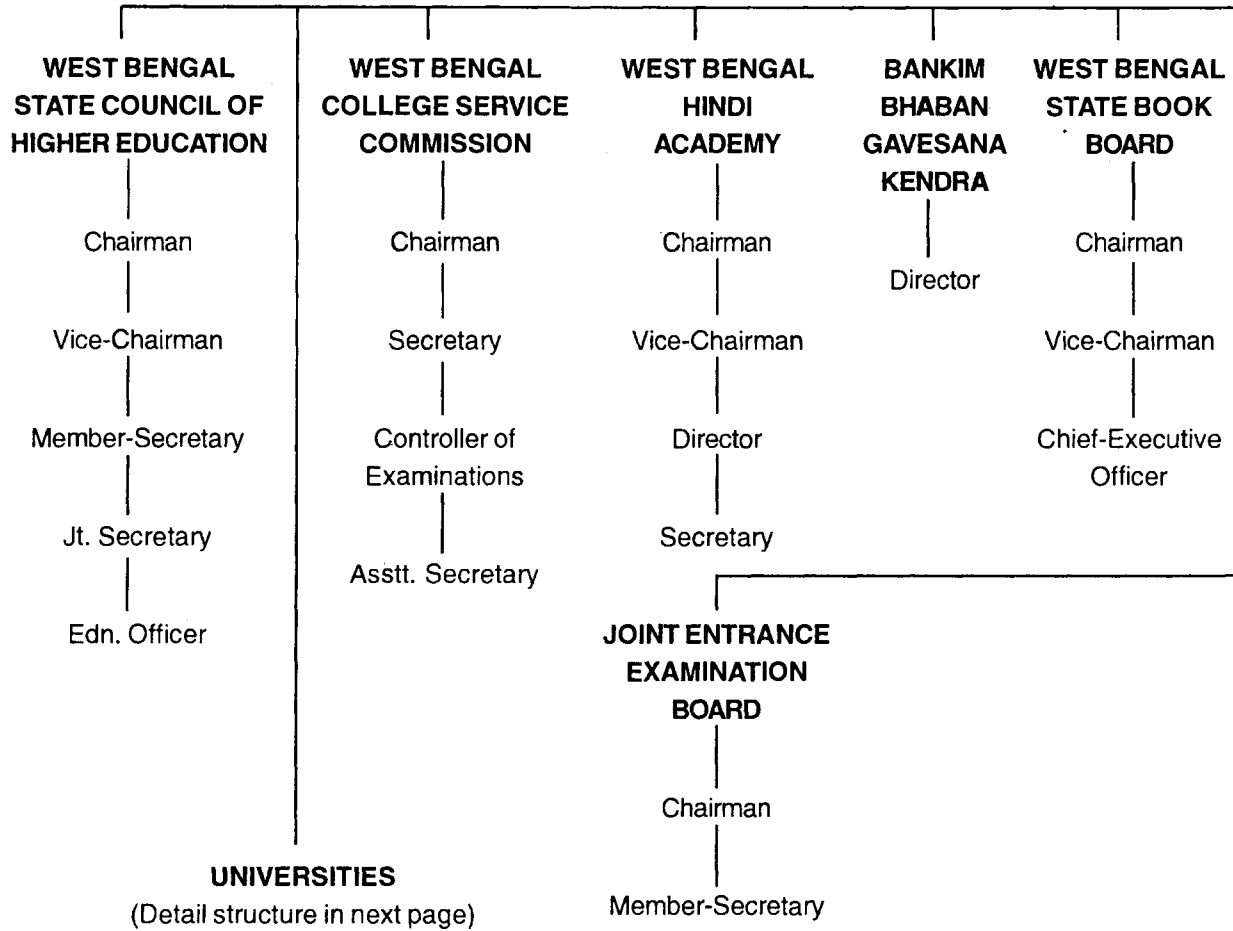 WEST BENGAL
STATE COUNCIL OF
HIGHER EDUCATION
Chairman
Vice-Chairman
Member-Secretary
Jt. Secretary
Edn. Officer
WEST BENGAL
COLLEGE SERVICE
COMMISSION
Chairman
Secretary
Controller of
Examinations
Asstt. Secretary
WEST BENGAL
HINDI
ACADEMY
Chairman
Vice-Chairman
Director
Secretary
BANKIM
BHABAN
GAVESANA
KENDRA
Director
WEST BENGAL
STATE BOOK
BOARD
Chairman
Vice-Chairman
Chief-Executive
Officer
JOINT ENTRANCE
EXAMINATION
BOARD
Chairman
Member-Secretary
UNIVERSITIES
(Detail structure in next page)